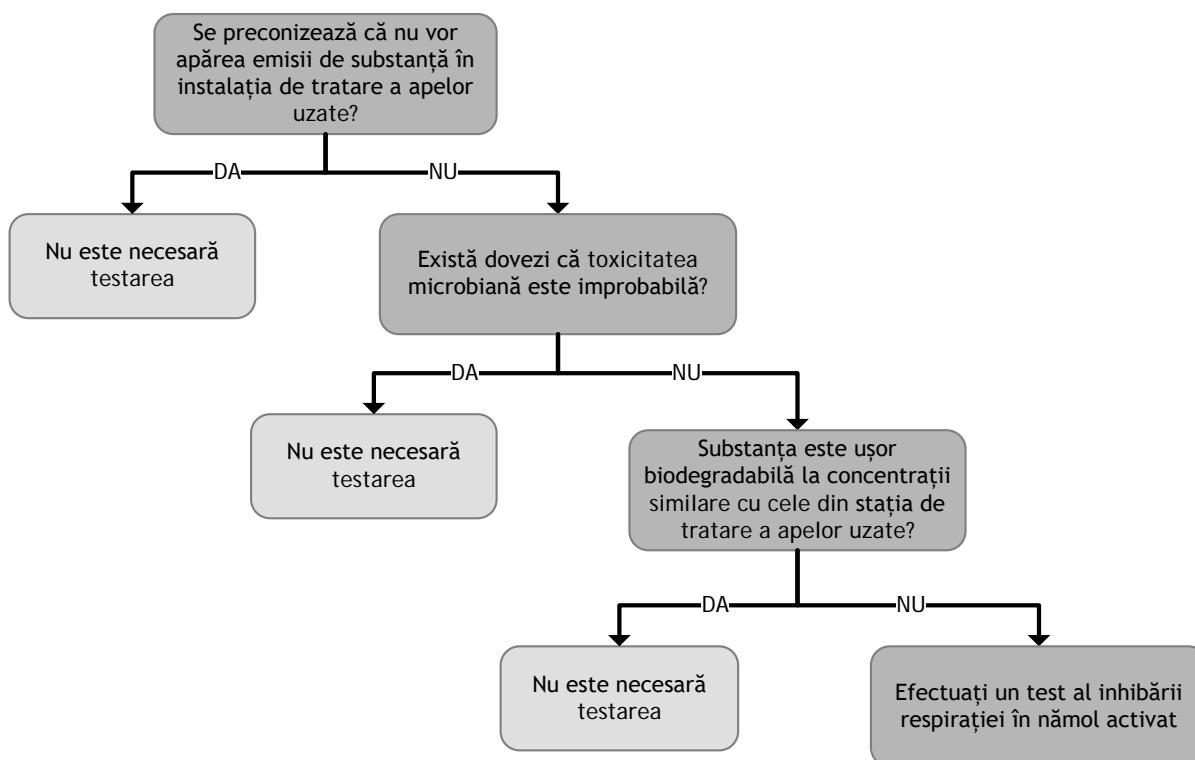 Se preconizează că nu vor
apărea emisii de substanță în
instalația de tratare a apelor
uzate?
DA
NU
Nu este necesară
testarea
Există dovezi că toxicitatea
microbiană este improbabilă?
DA
NU
Nu este necesară
testarea
Substanța este ușor
biodegradabilă la concentrații
similare cu cele din stația de
tratare a apelor uzate?
DA
NU
Nu este necesară
testarea
Efectuați un test al inhibării
respirației în nămol activat